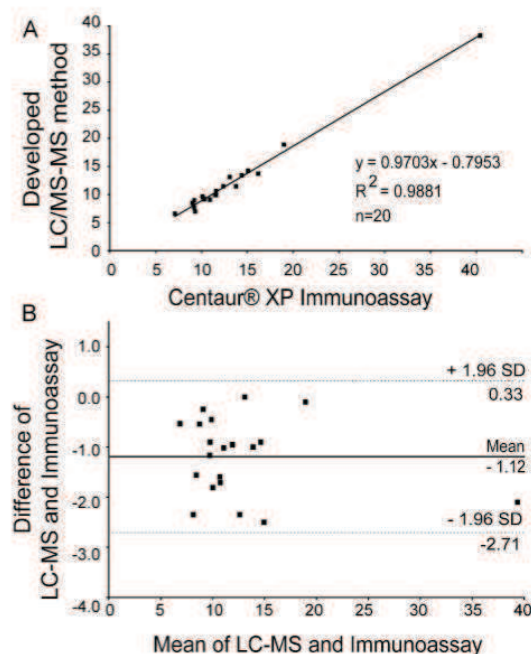 A
Developed
LC/MS-MS method
40
35
30
25
20
15
10
5
0
y = 0.9703x - 0.7953
R² = 0.9881
n=20
0 5 10 15 20 25 30 35 40 45
Centaur® XP Immunoassay
B
Difference of
LC-MS and Immunoassay
1.0
0.0
-1.0
-2.0
-3.0
-4.0
+ 1.96 SD
0.33
Mean
- 1.12
- 1.96 SD
-2.71
0 10 20 30 40
Mean of LC-MS and Immunoassay